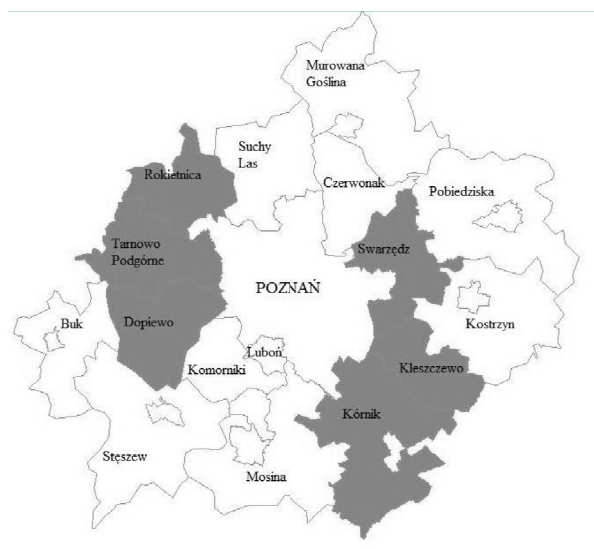 Murowana
Goślina
Suchy
Las
Rokietnica
Czerwonak
Pobiedziska
Tarnowo
Podgórne
Swarzędz
POZNAŃ
Buk
Dopiewo
Kostrzyn
Luboń
Komorniki
Kleszczewo
Kórnik
Stęszew
Mosina